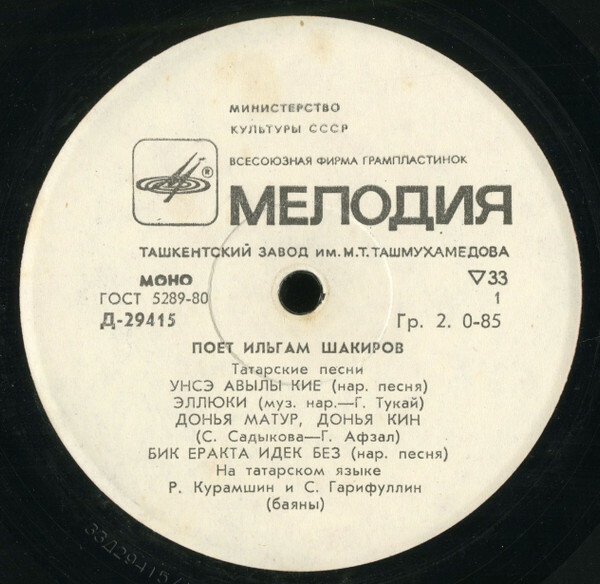 МИНИСТЕРСТВО
КУЛЬТУРЫ СССР
ВСЕСОЮЗНАЯ ФИРМА ГРАМПЛАСТИНОК
®
МЕЛОДИЯ
ТАШКЕНТСКИЙ ЗАВОД им. М.Т. ТАШМУХАМЕДОВА
МОНО ▽33
ГОСТ 5289-80 1
Д-29415 Гр. 2. 0-85
ПОЕТ ИЛЬГАМ ШАКИРОВ
Татарские песни
УНСЭ АВЫЛЫ КИЕ (нар. песня)
ЭЛЛЮКИ (муз. нар.—Г. Тукай)
ДОНЬЯ МАТУР, ДОНЬЯ КИН
(С. Садыкова—Г. Афзал)
БИК ЕРАКТА ИДЕК БЕЗ (нар. песня)
На татарском языке
Р. Курамшин и С. Гарифуллин
(баяны)
33Д29415